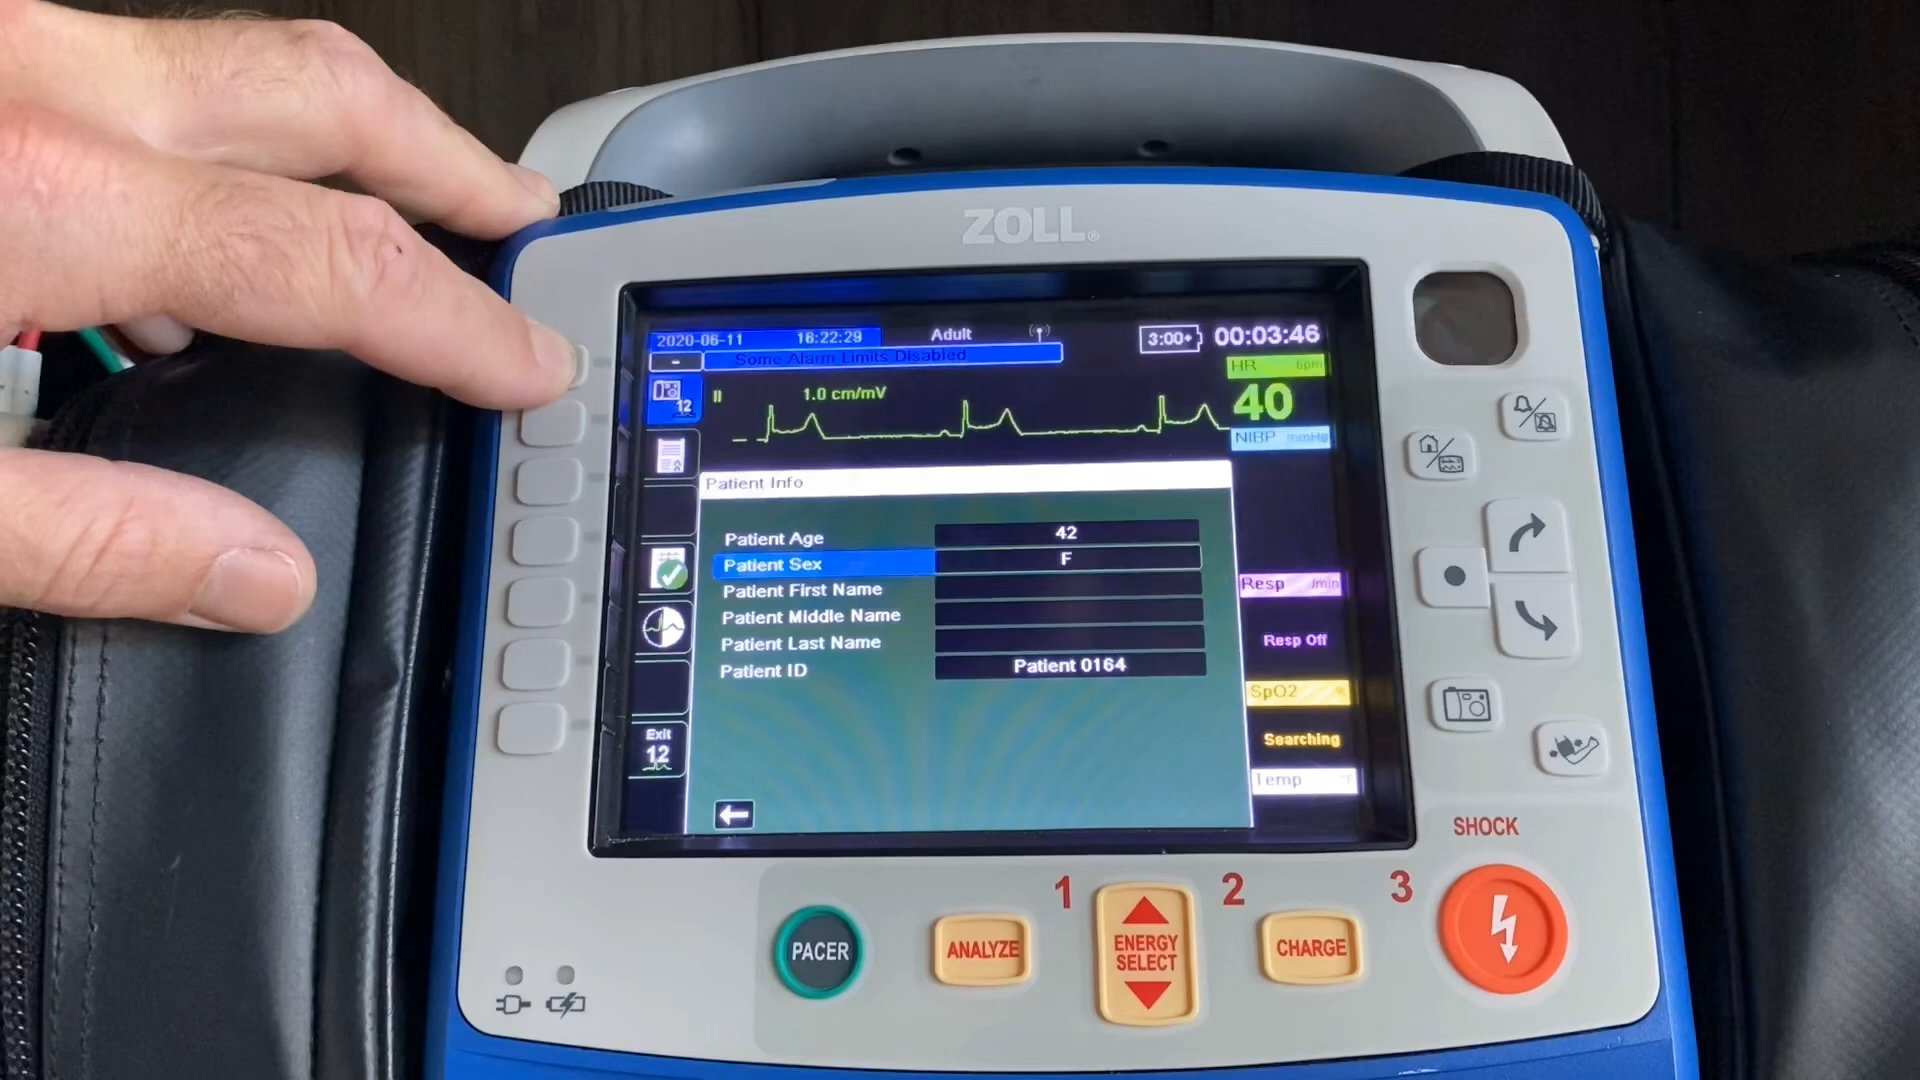 ZOLL®
2020-06-11 16:22:29 Adult 3:00+ 00:03:46
- Some Alarm Limits Disabled
HR bpm
12
II 1.0 cm/mV
40
NIBP mmHg
Patient Info
Patient Age 42
Patient Sex F
Patient First Name
Patient Middle Name
Patient Last Name
Patient ID Patient 0164
Resp /min
Resp Off
SpO2
Searching
Temp
Exit
12
SHOCK
1 2 3
PACER
ANALYZE
ENERGY
SELECT
CHARGE